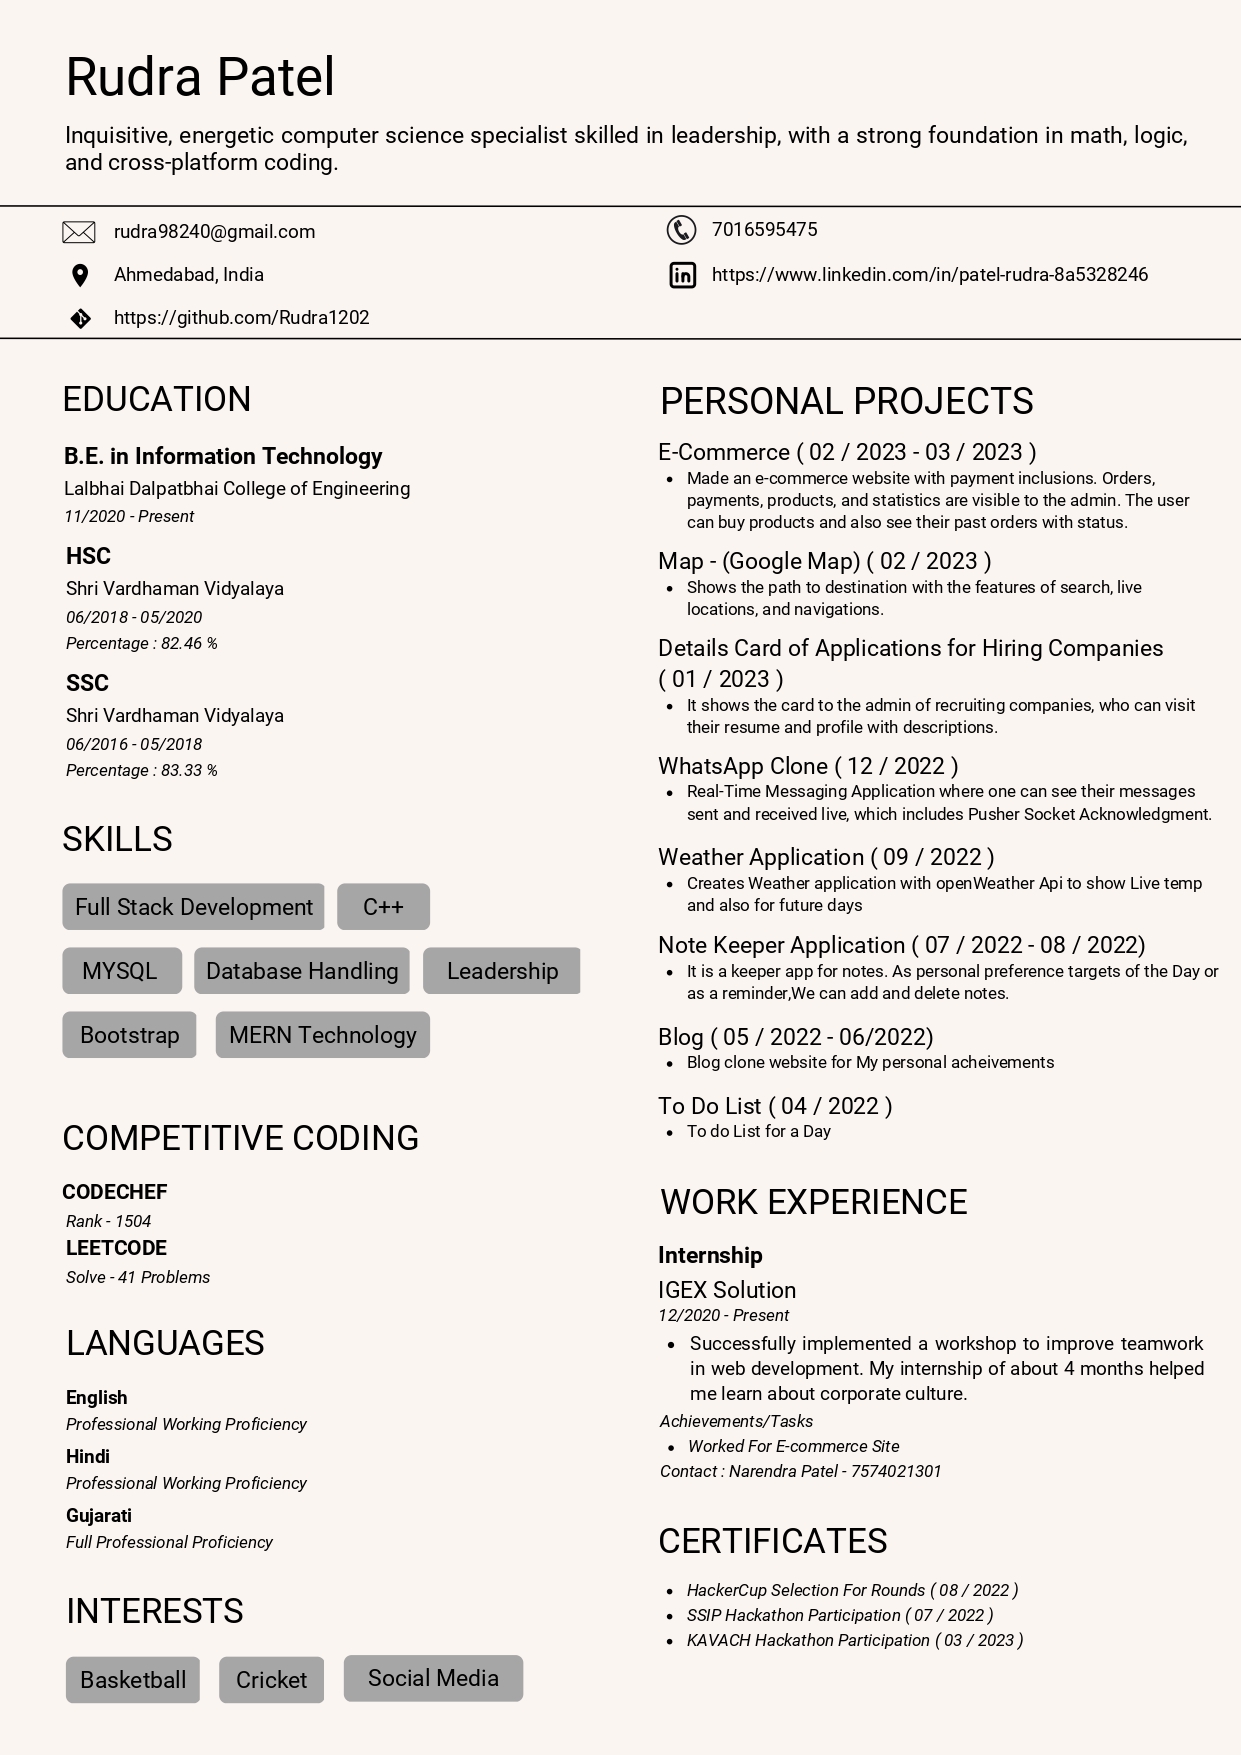 Rudra Patel
Inquisitive, energetic computer science specialist skilled in leadership, with a strong foundation in math, logic,
and cross-platform coding.
rudra98240@gmail.com
7016595475
Ahmedabad, India
https://www.linkedin.com/in/patel-rudra-8a5328246
https://github.com/Rudra1202
EDUCATION
B.E. in Information Technology
Lalbhai Dalpatbhai College of Engineering
11/2020 - Present
HSC
Shri Vardhaman Vidyalaya
06/2018 - 05/2020
Percentage : 82.46 %
SSC
Shri Vardhaman Vidyalaya
06/2016 - 05/2018
Percentage : 83.33 %
SKILLS
Full Stack Development C++
MYSQL Database Handling Leadership
Bootstrap MERN Technology
COMPETITIVE CODING
CODECHEF
Rank - 1504
LEETCODE
Solve - 41 Problems
LANGUAGES
English
Professional Working Proficiency
Hindi
Professional Working Proficiency
Gujarati
Full Professional Proficiency
INTERESTS
Basketball Cricket Social Media
PERSONAL PROJECTS
E-Commerce ( 02 / 2023 - 03 / 2023 )
• Made an e-commerce website with payment inclusions. Orders,
payments, products, and statistics are visible to the admin. The user
can buy products and also see their past orders with status.
Map - (Google Map) ( 02 / 2023 )
• Shows the path to destination with the features of search, live
locations, and navigations.
Details Card of Applications for Hiring Companies
( 01 / 2023 )
• It shows the card to the admin of recruiting companies, who can visit
their resume and profile with descriptions.
WhatsApp Clone ( 12 / 2022 )
• Real-Time Messaging Application where one can see their messages
sent and received live, which includes Pusher Socket Acknowledgment.
Weather Application ( 09 / 2022 )
• Creates Weather application with openWeather Api to show Live temp
and also for future days
Note Keeper Application ( 07 / 2022 - 08 / 2022)
• It is a keeper app for notes. As personal preference targets of the Day or
as a reminder,We can add and delete notes.
Blog ( 05 / 2022 - 06/2022)
• Blog clone website for My personal acheivements
To Do List ( 04 / 2022 )
• To do List for a Day
WORK EXPERIENCE
Internship
IGEX Solution
12/2020 - Present
• Successfully implemented a workshop to improve teamwork
in web development. My internship of about 4 months helped
me learn about corporate culture.
Achievements/Tasks
• Worked For E-commerce Site
Contact : Narendra Patel - 7574021301
CERTIFICATES
• HackerCup Selection For Rounds ( 08 / 2022 )
• SSIP Hackathon Participation ( 07 / 2022 )
• KAVACH Hackathon Participation ( 03 / 2023 )